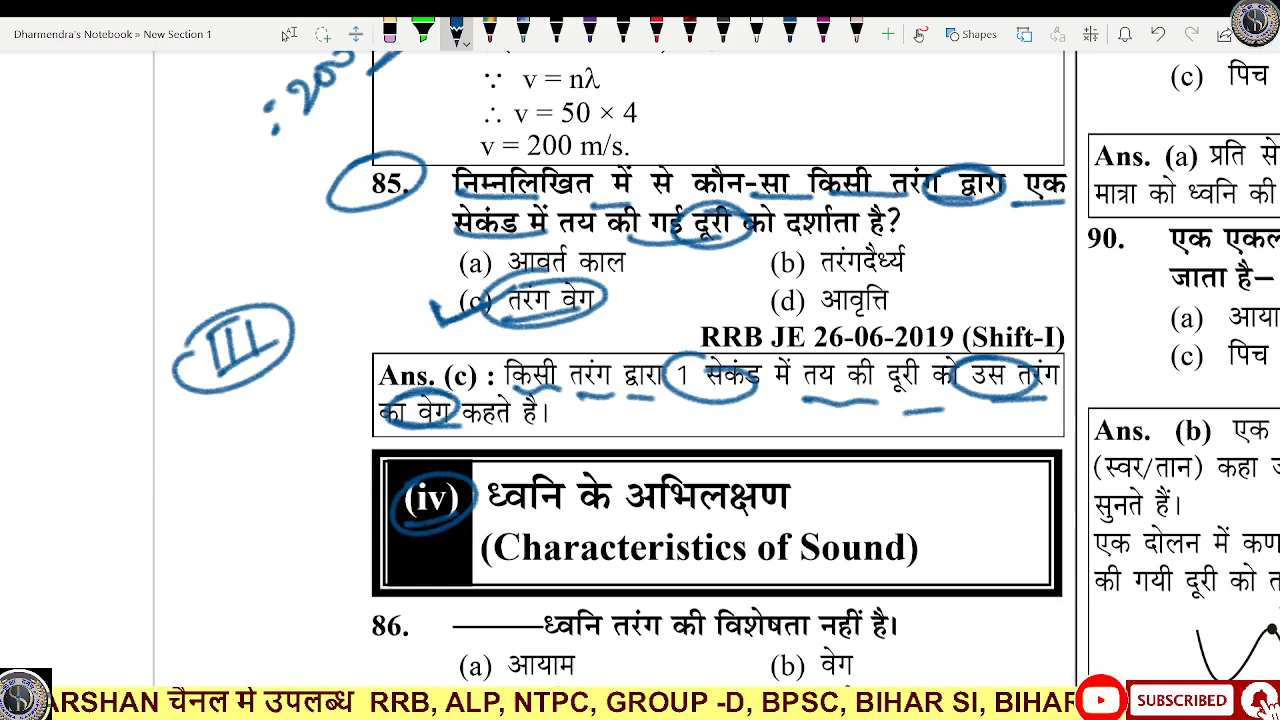 Dharmendra's Notebook » New Section 1
Shapes
: 200
∵ v = nλ
∴ v = 50 × 4
v = 200 m/s.
85. निम्नलिखित में से कौन-सा किसी तरंग द्वारा एक
सेकंड में तय की गई दूरी को दर्शाता है?
(a) आवर्त काल (b) तरंगदैर्ध्य
(c) तरंग वेग (d) आवृत्ति
RRB JE 26-06-2019 (Shift-I)
III
Ans. (c) : किसी तरंग द्वारा 1 सेकंड में तय की दूरी को उस तरंग
का वेग कहते है।
(iv) ध्वनि के अभिलक्षण
(Characteristics of Sound)
86. ———ध्वनि तरंग की विशेषता नहीं है।
(a) आयाम (b) वेग
(c) पिच
Ans. (a) प्रति से
मात्रा को ध्वनि की
90. एक एकल
जाता है–
(a) आया
(c) पिच
Ans. (b) एक
(स्वर/तान) कहा
सुनते हैं।
एक दोलन में कण
की गयी दूरी को त
ARSHAN चैनल मे उपलब्ध RRB, ALP, NTPC, GROUP -D, BPSC, BIHAR SI, BIHAR
SUBSCRIBED